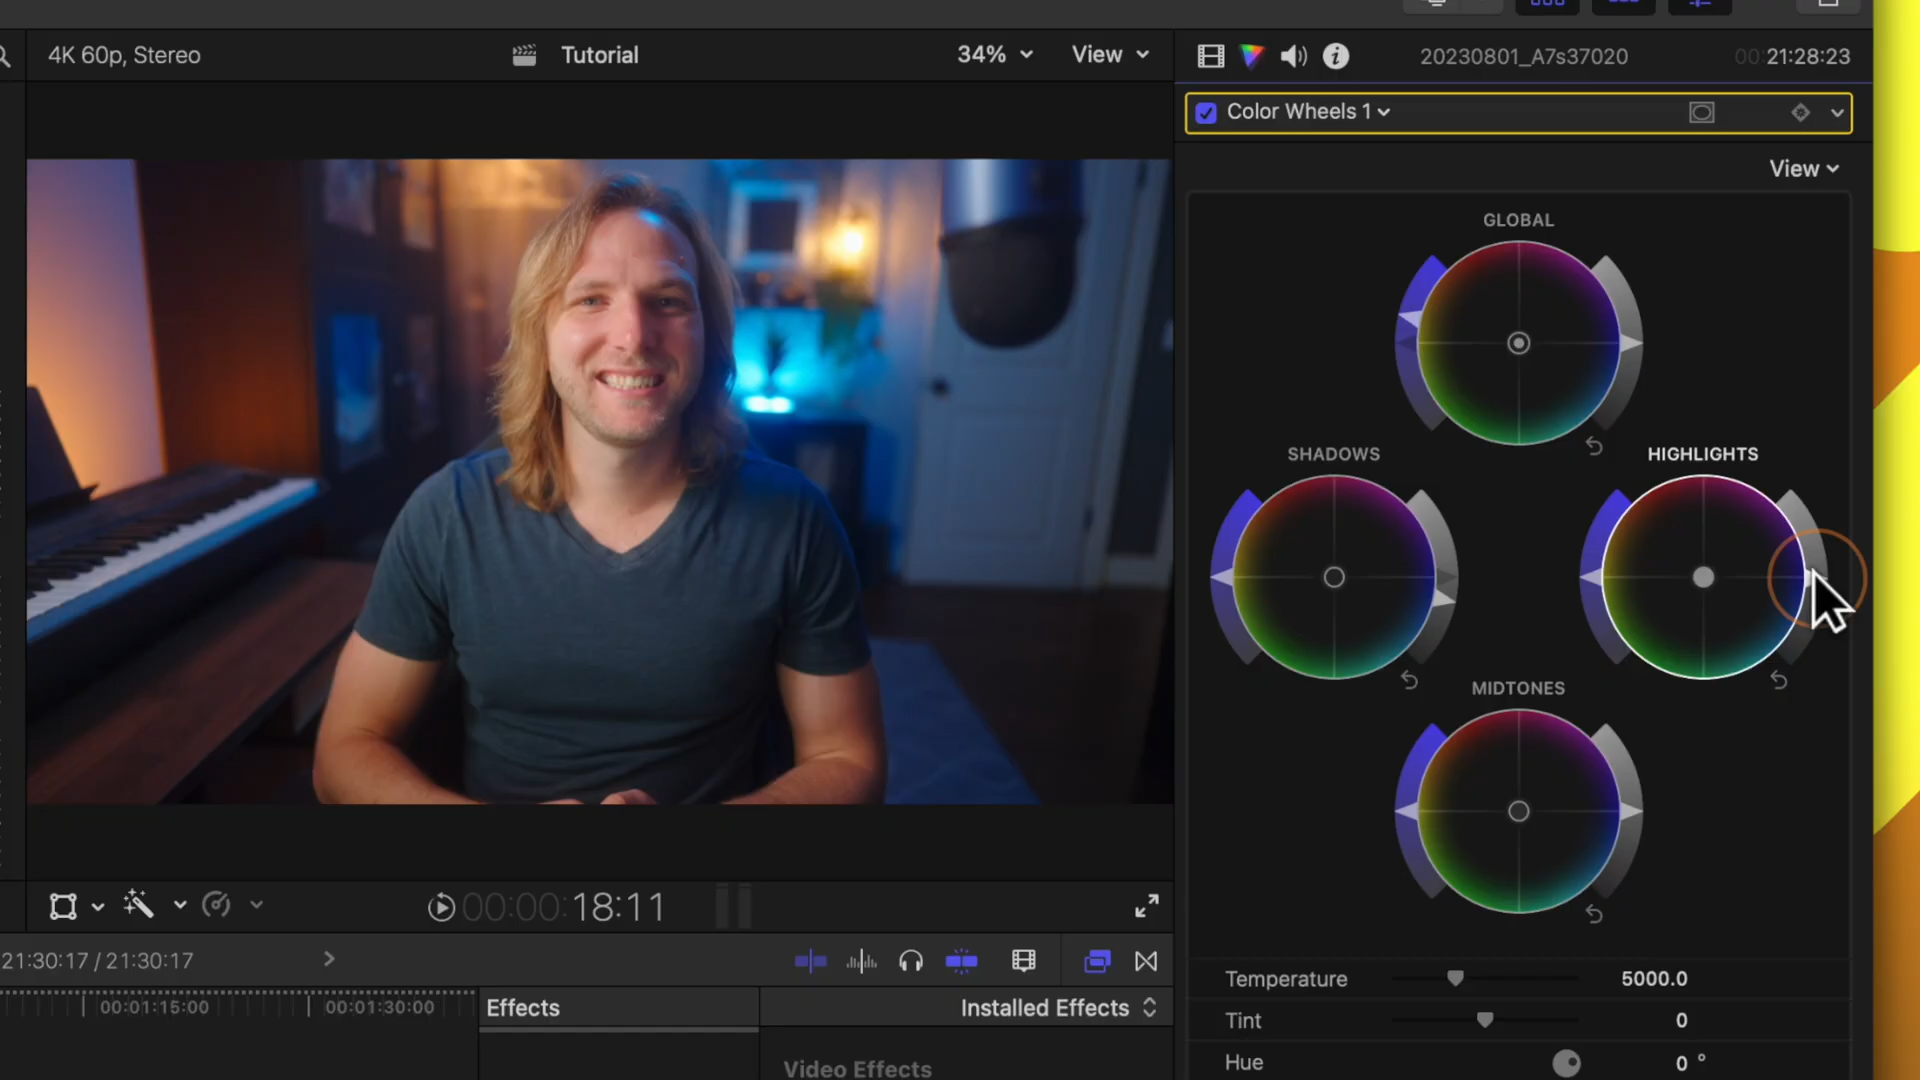 4K 60p, Stereo
Tutorial
34%
View
20230801_A7s37020
00:21:28:23
Color Wheels 1
View
GLOBAL
SHADOWS
HIGHLIGHTS
MIDTONES
00:00:18:11
21:30:17 / 21:30:17
00:01:15:00
00:01:30:00
Effects
Installed Effects
Video Effects
Temperature
5000.0
Tint
0
Hue
0 °